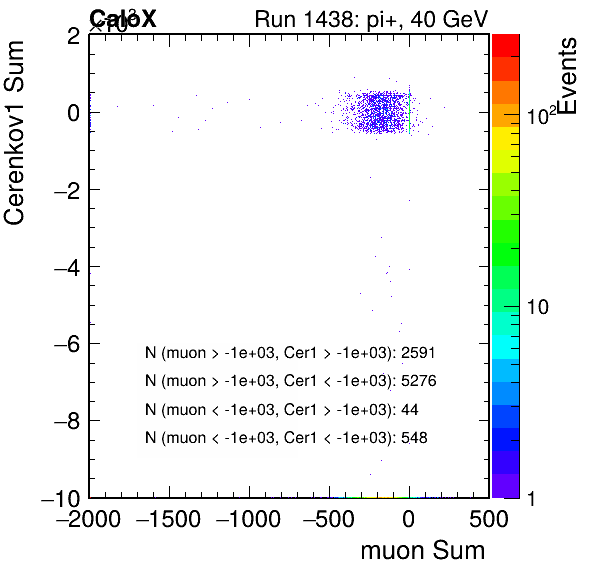 CaloX Run 1438: pi+, 40 GeV
×10³
Cerenkov1 Sum
2
0
−2
−4
−6
−8
−10
−2000 −1500 −1000 −500 0 500
muon Sum
N (muon > -1e+03, Cer1 > -1e+03): 2591
N (muon > -1e+03, Cer1 < -1e+03): 5276
N (muon < -1e+03, Cer1 > -1e+03): 44
N (muon < -1e+03, Cer1 < -1e+03): 548
Events
10²
10
1